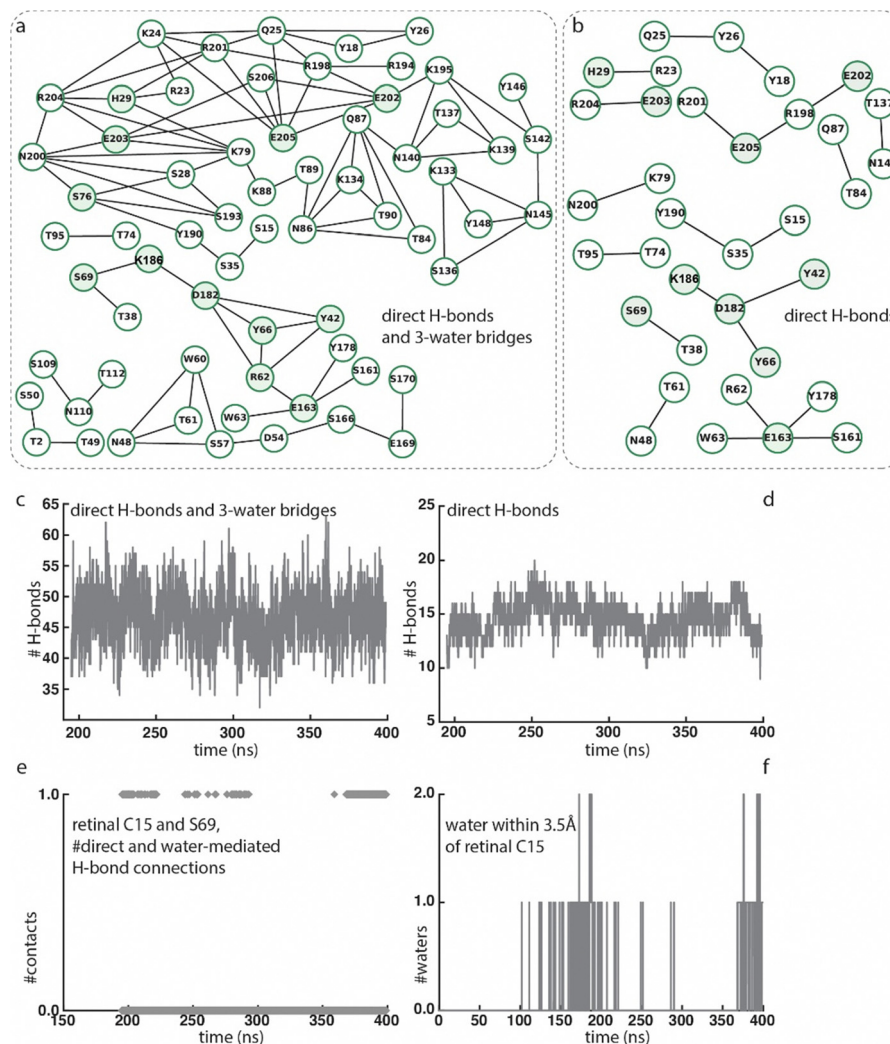 a
K24
Q25
Y26
R201
Y18
R198
R194
S206
K195
R204
H29
R23
E202
Y146
Q87
T137
E203
E205
S142
N200
K79
N140
K139
S28
T89
K134
K133
S76
K88
S193
T90
N145
Y148
N86
T84
T95
T74
Y190
S15
S35
S136
K186
S69
D182
T38
Y66
Y42
direct H-bonds
and 3-water bridges
R62
Y178
S161
S170
S109
T112
W60
S50
N110
T61
W63
E163
S166
T2
T49
N48
S57
D54
E169
b
Q25
Y26
H29
R23
Y18
E202
R204
E203
R201
R198
T137
E205
Q87
N14
T84
K79
N200
Y190
S15
T95
T74
S35
K186
Y42
S69
D182
direct H-bonds
T38
Y66
T61
R62
Y178
N48
W63
E163
S161
c
direct H-bonds and 3-water bridges
# H-bonds
65
60
55
50
45
40
35
200
250
300
350
400
time (ns)
d
direct H-bonds
# H-bonds
25
20
15
10
5
200
250
300
350
400
time (ns)
e
1.0
retinal C15 and S69,
#direct and water-mediated
H-bond connections
#contacts
0.0
150
200
250
300
350
400
time (ns)
f
2.0
water within 3.5Å
of retinal C15
1.0
#waters
0.0
0
50
100
150
200
250
300
350
400
time (ns)